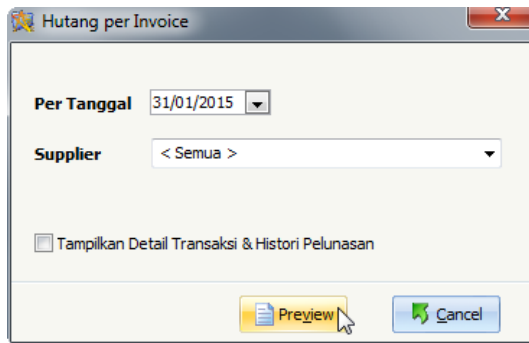 Hutang per Invoice
Per Tanggal 31/01/2015
Supplier < Semua >
Tampilkan Detail Transaksi & Histori Pelunasan
Preview Cancel